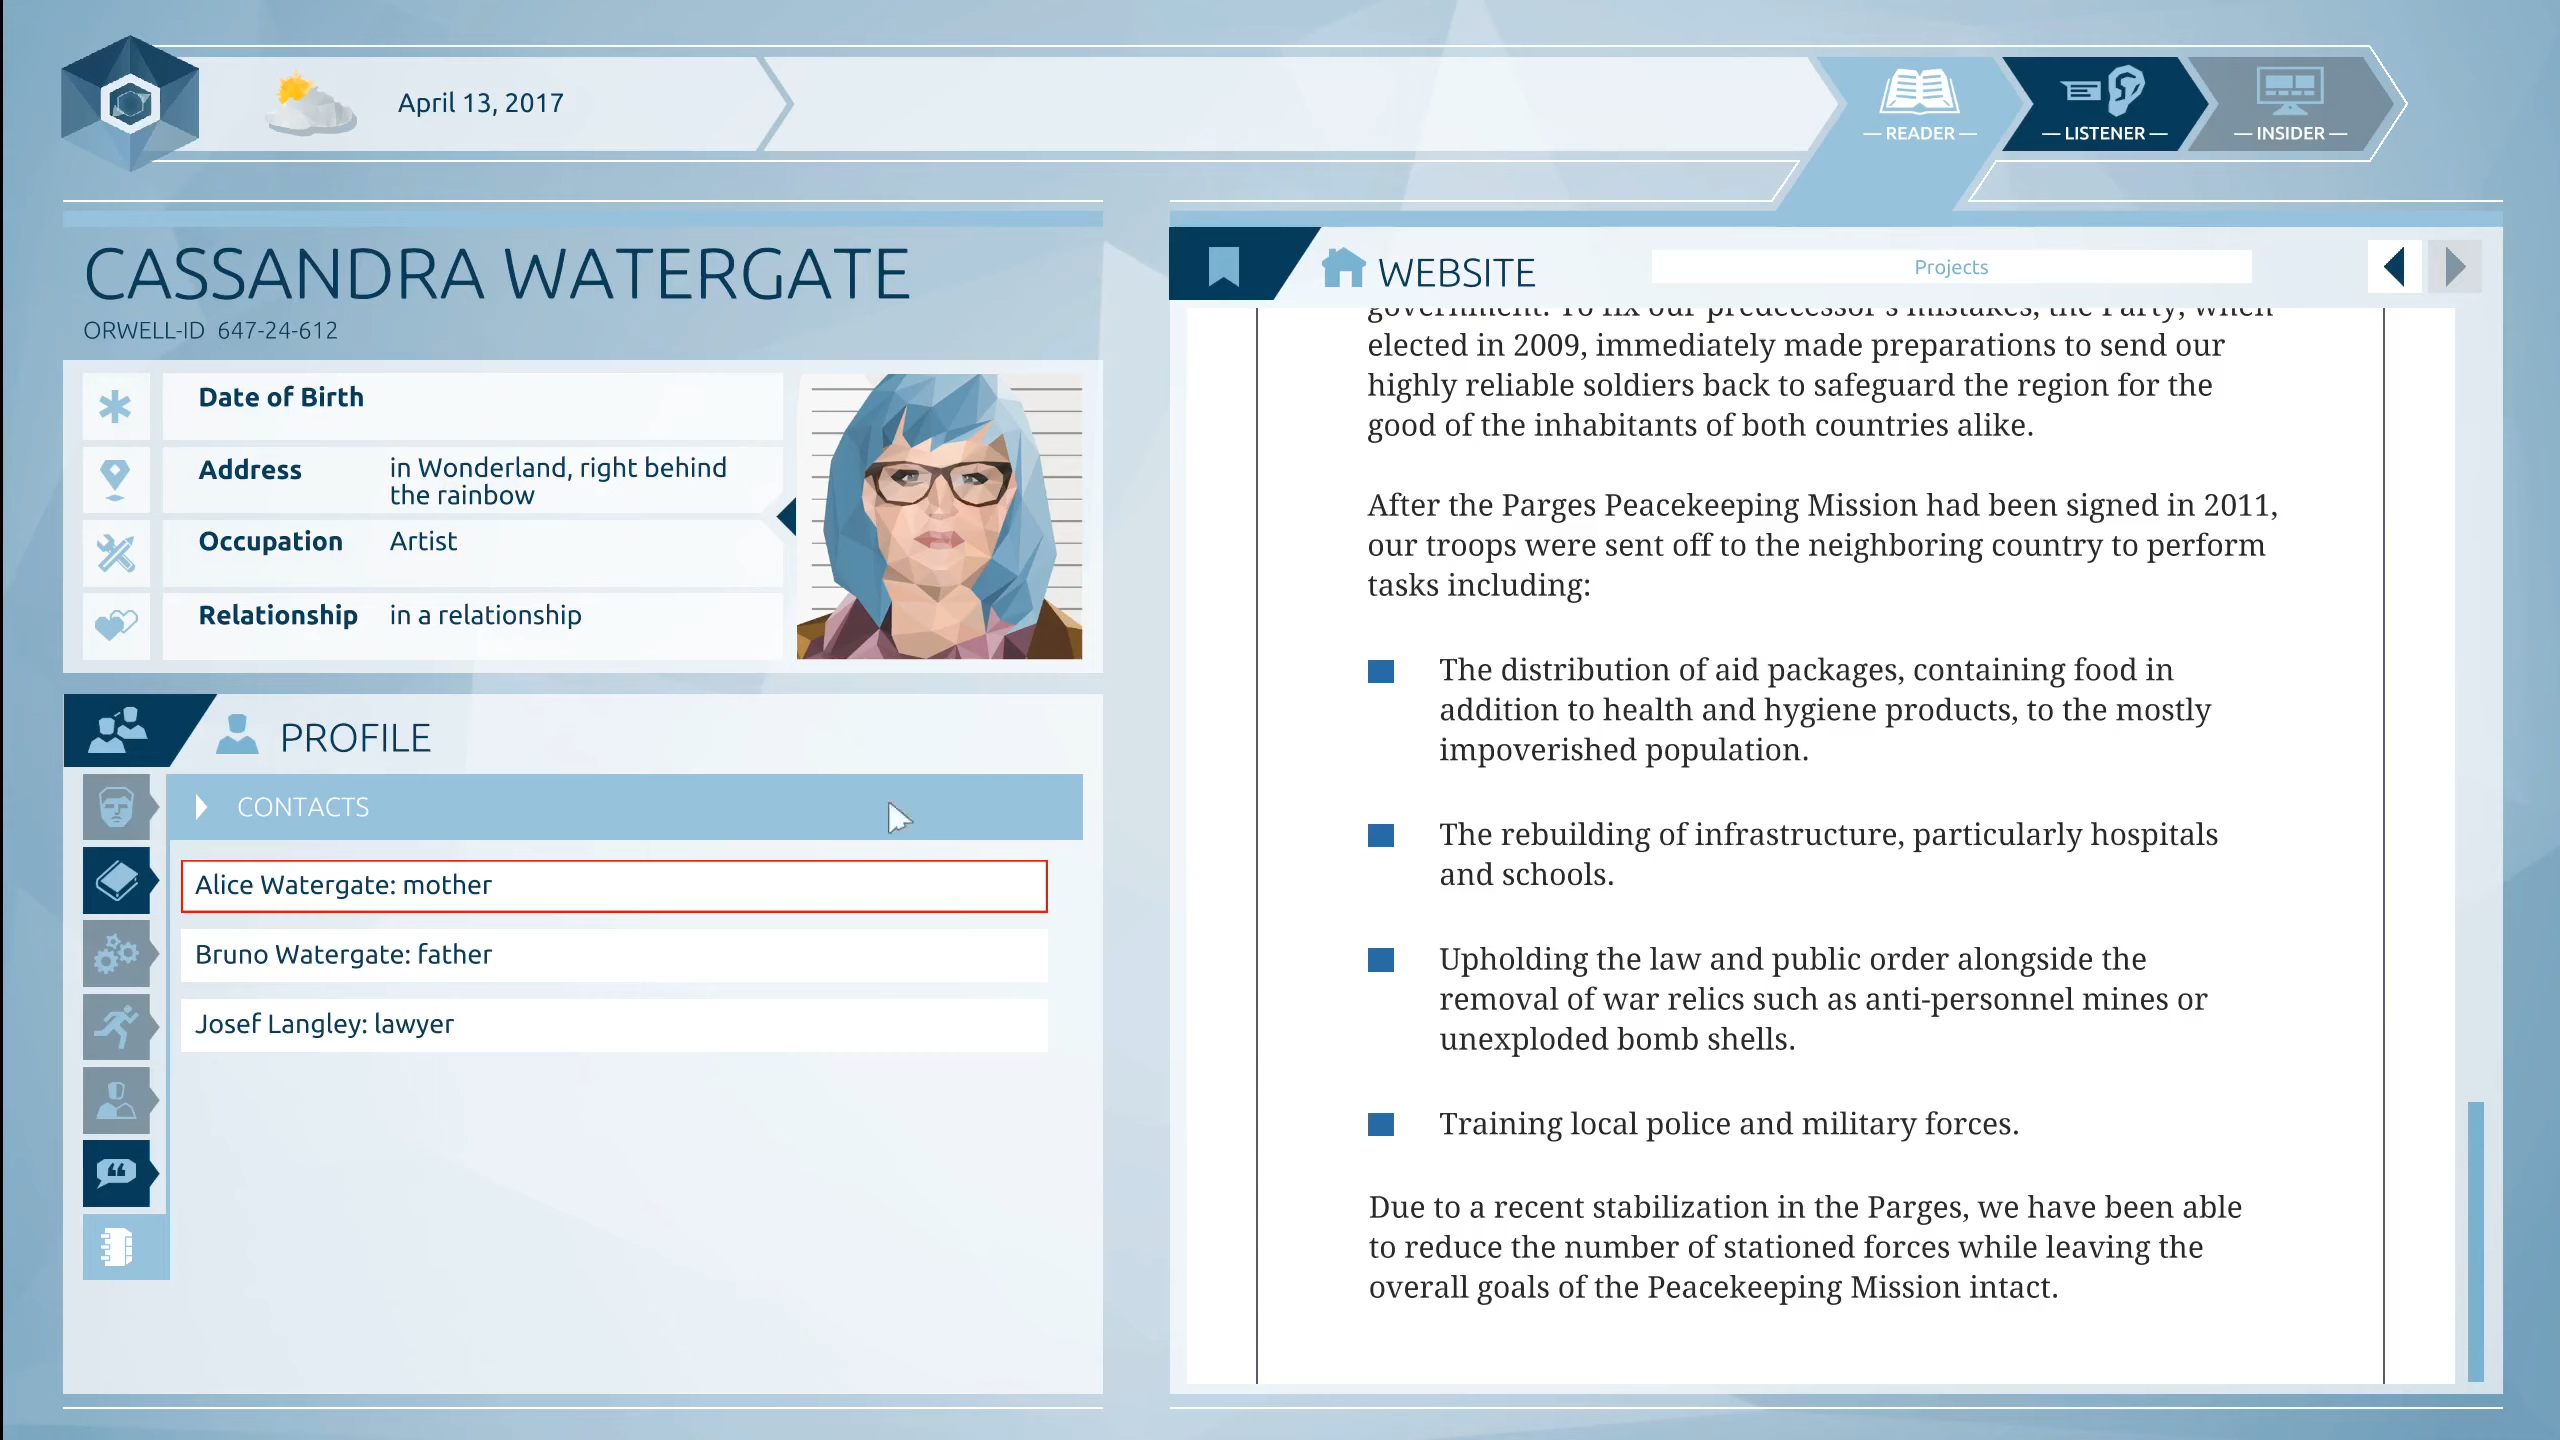 April 13, 2017
— READER —
— LISTENER —
— INSIDER —
CASSANDRA WATERGATE
ORWELL-ID 647-24-612
Date of Birth
Address in Wonderland, right behind
the rainbow
Occupation Artist
Relationship in a relationship
PROFILE
CONTACTS
Alice Watergate: mother
Bruno Watergate: father
Josef Langley: lawyer
WEBSITE
Projects
government. To fix our predecessor's mistakes, the Party, when
elected in 2009, immediately made preparations to send our
highly reliable soldiers back to safeguard the region for the
good of the inhabitants of both countries alike.
After the Parges Peacekeeping Mission had been signed in 2011,
our troops were sent off to the neighboring country to perform
tasks including:
The distribution of aid packages, containing food in
addition to health and hygiene products, to the mostly
impoverished population.
The rebuilding of infrastructure, particularly hospitals
and schools.
Upholding the law and public order alongside the
removal of war relics such as anti-personnel mines or
unexploded bomb shells.
Training local police and military forces.
Due to a recent stabilization in the Parges, we have been able
to reduce the number of stationed forces while leaving the
overall goals of the Peacekeeping Mission intact.